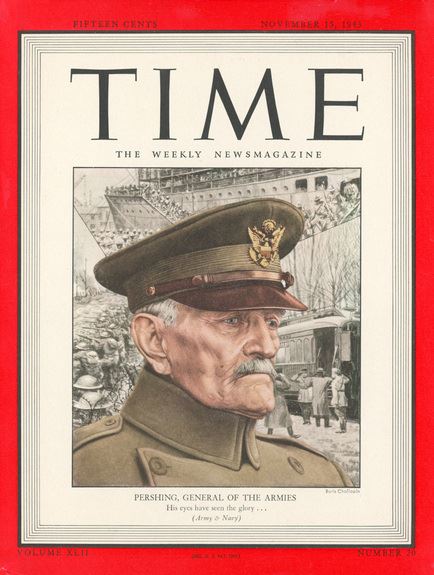 FIFTEEN CENTS
NOVEMBER 15, 1943
TIME
THE WEEKLY NEWSMAGAZINE
Boris Chaliapin
PERSHING, GENERAL OF THE ARMIES
His eyes have seen the glory . . .
(Army & Navy)
VOLUME XLII
NUMBER 20